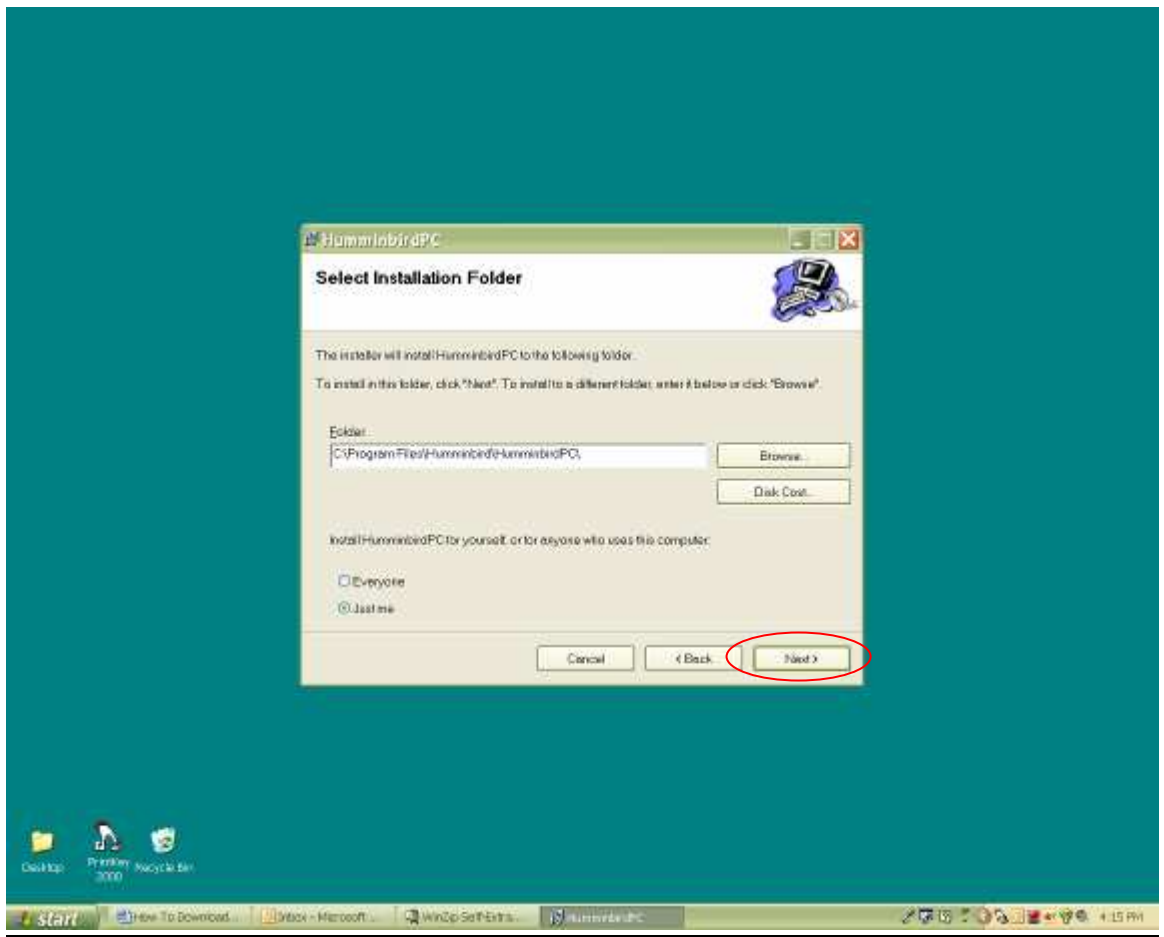 HumminbirdPC
Select Installation Folder
The installer will install HumminbirdPC to the following folder.
To install in this folder, click "Next". To install to a different folder, enter it below or click "Browse".
Folder:
C:\Program Files\Humminbird\HumminbirdPC\
Browse...
Disk Cost...
Install HumminbirdPC for yourself, or for anyone who uses this computer:
Everyone
Just me
Cancel
< Back
Next >
Desktop
PrintKey 2000
Recycle Bin
start
How To Download...
Inbox - Microsoft ...
WinZip Self-Extra...
HumminbirdPC
4:15 PM